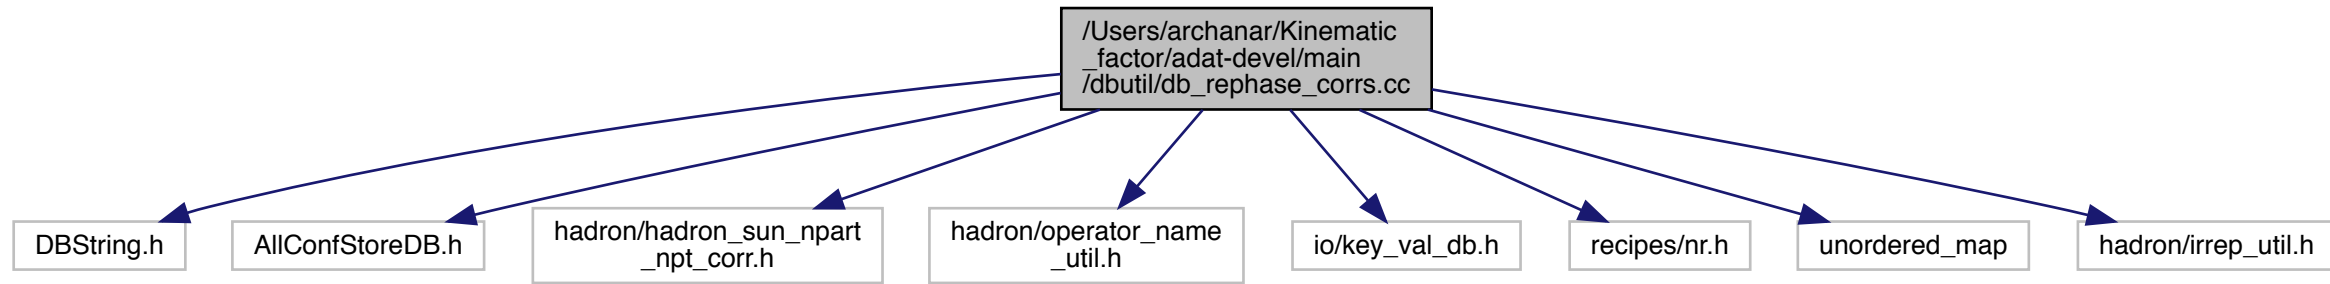 /Users/archanar/Kinematic
_factor/adat-devel/main
/dbutil/db_rephase_corrs.cc
DBString.h
AllConfStoreDB.h
hadron/hadron_sun_npart
_npt_corr.h
hadron/operator_name
_util.h
io/key_val_db.h
recipes/nr.h
unordered_map
hadron/irrep_util.h